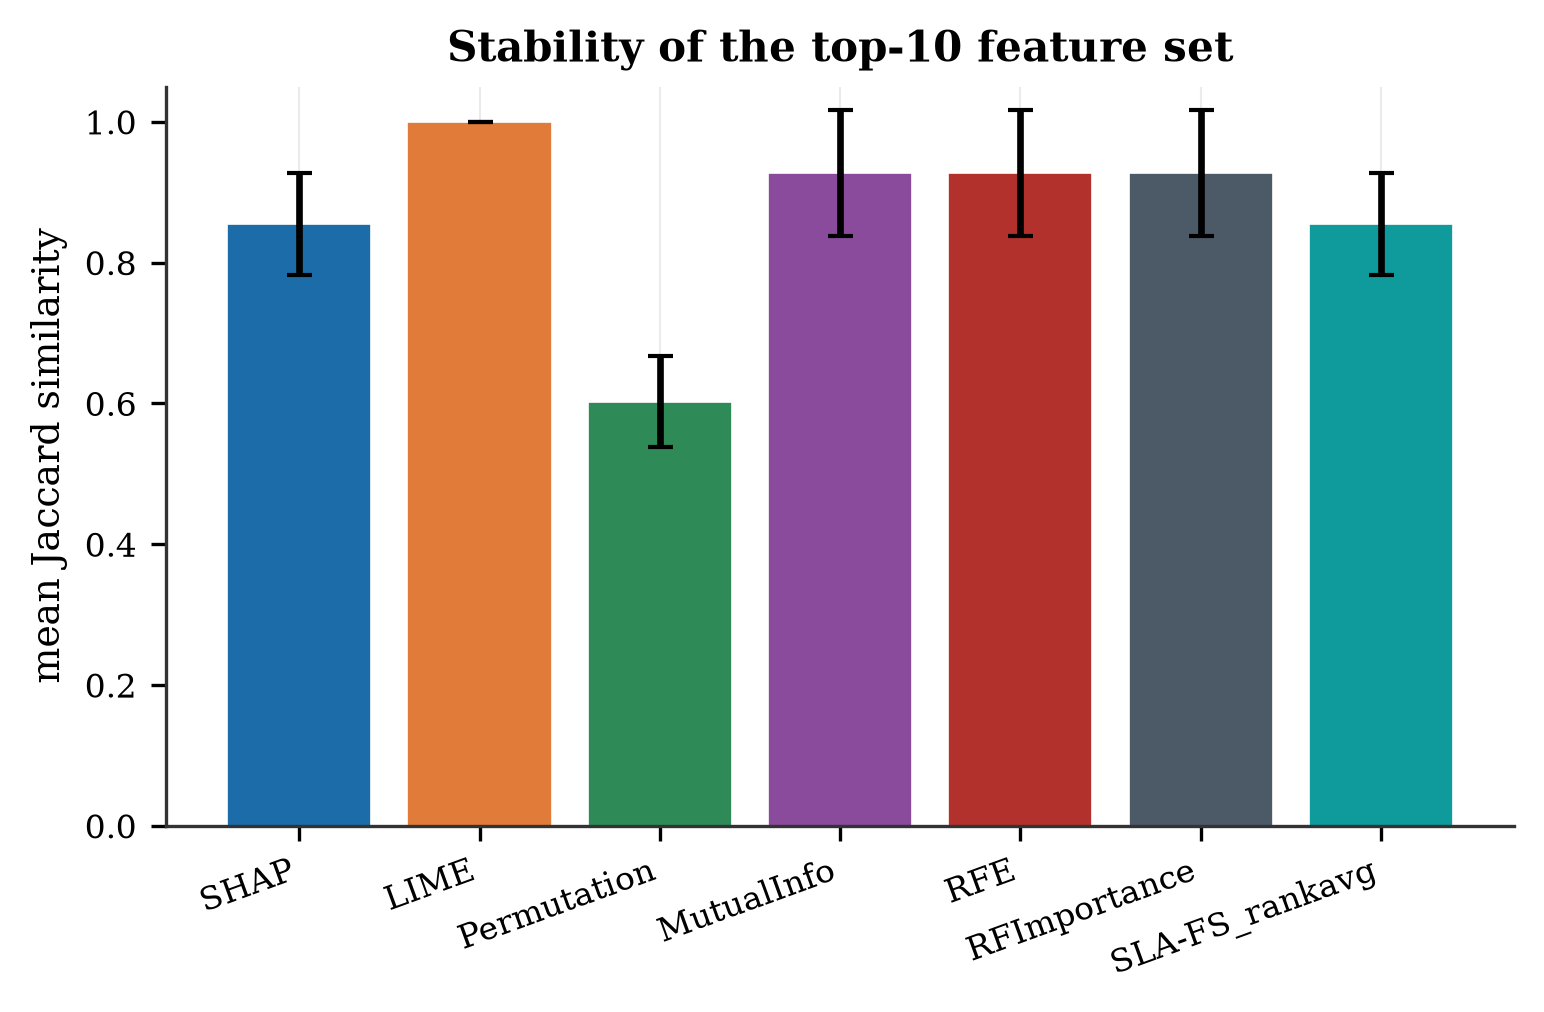 Stability of the top-10 feature set
mean Jaccard similarity
1.0
0.8
0.6
0.4
0.2
0.0
SHAP
LIME
Permutation
MutualInfo
RFE
RFImportance
SLA-FS_rankavg